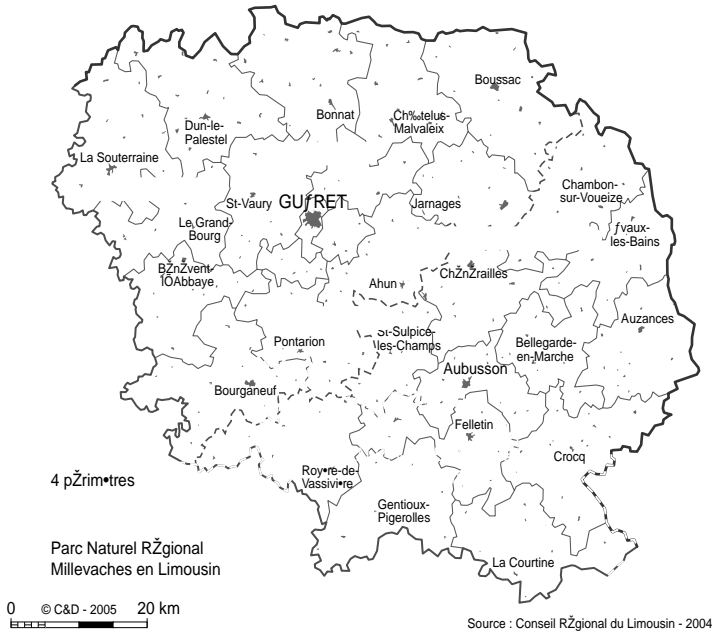 Boussac
Bonnat
Ch‰telus-
Malvaleix
Dun-le-
Palestel
La Souterraine
Chambon-
sur-Voueize
St-Vaury
GUƒRET
Jarnages
Le Grand-
Bourg
ƒvaux-
les-Bains
BŽnŽvent-
lÕAbbaye
ChŽnŽrailles
Ahun
Auzances
St-Sulpice-
les-Champs
Pontarion
Bellegarde-
en-Marche
Aubusson
Bourganeuf
Felletin
Crocq
Roy•re-de-
Vassivi•re
4 pŽrim•tres
Gentioux-
Pigerolles
Parc Naturel RŽgional
Millevaches en Limousin
La Courtine
0 © C&D - 2005 20 km
Source : Conseil RŽgional du Limousin - 2004